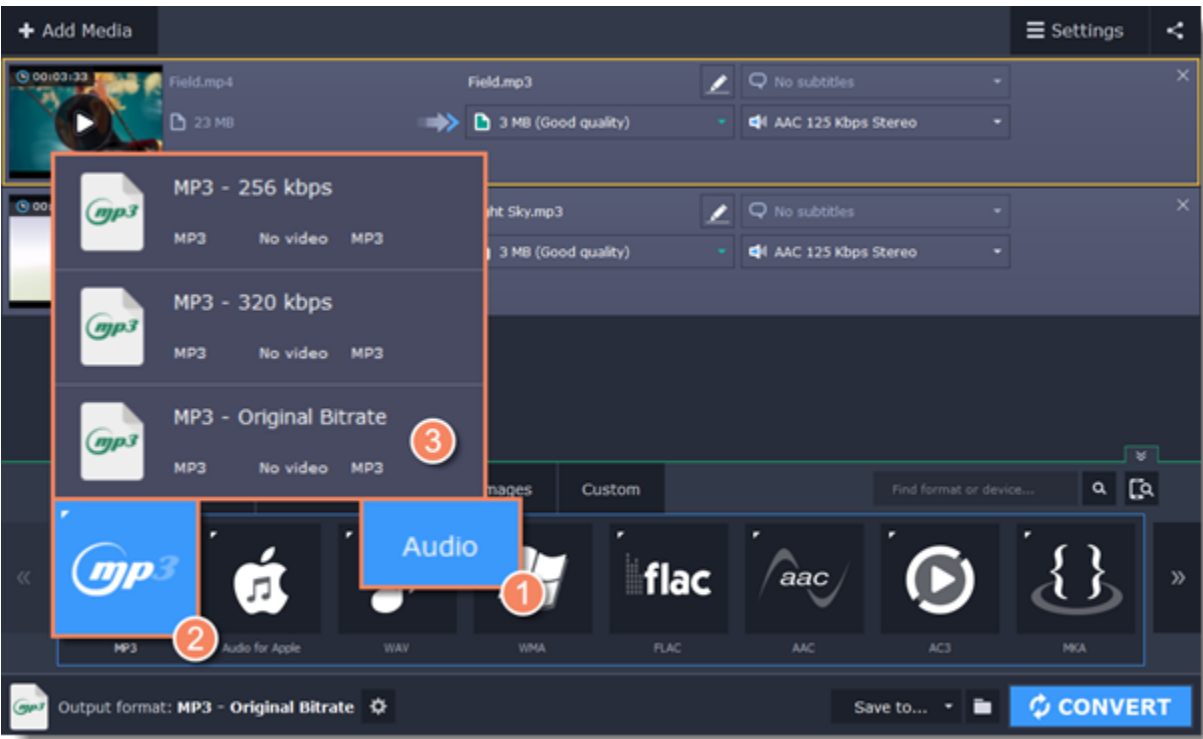 Add Media
Settings
00:03:33
Field.mp4
Field.mp3
No subtitles
23 MB
3 MB (Good quality)
AAC 125 Kbps Stereo
MP3 - 256 kbps
MP3 No video MP3
00:
ght Sky.mp3
No subtitles
3 MB (Good quality)
AAC 125 Kbps Stereo
MP3 - 320 kbps
MP3 No video MP3
MP3 - Original Bitrate
3
MP3 No video MP3
mages
Custom
Find format or device...
mp3
Audio
flac
aac
1
2
MP3
Audio for Apple
WAV
WMA
FLAC
AAC
AC3
MKA
Output format: MP3 - Original Bitrate
Save to...
CONVERT